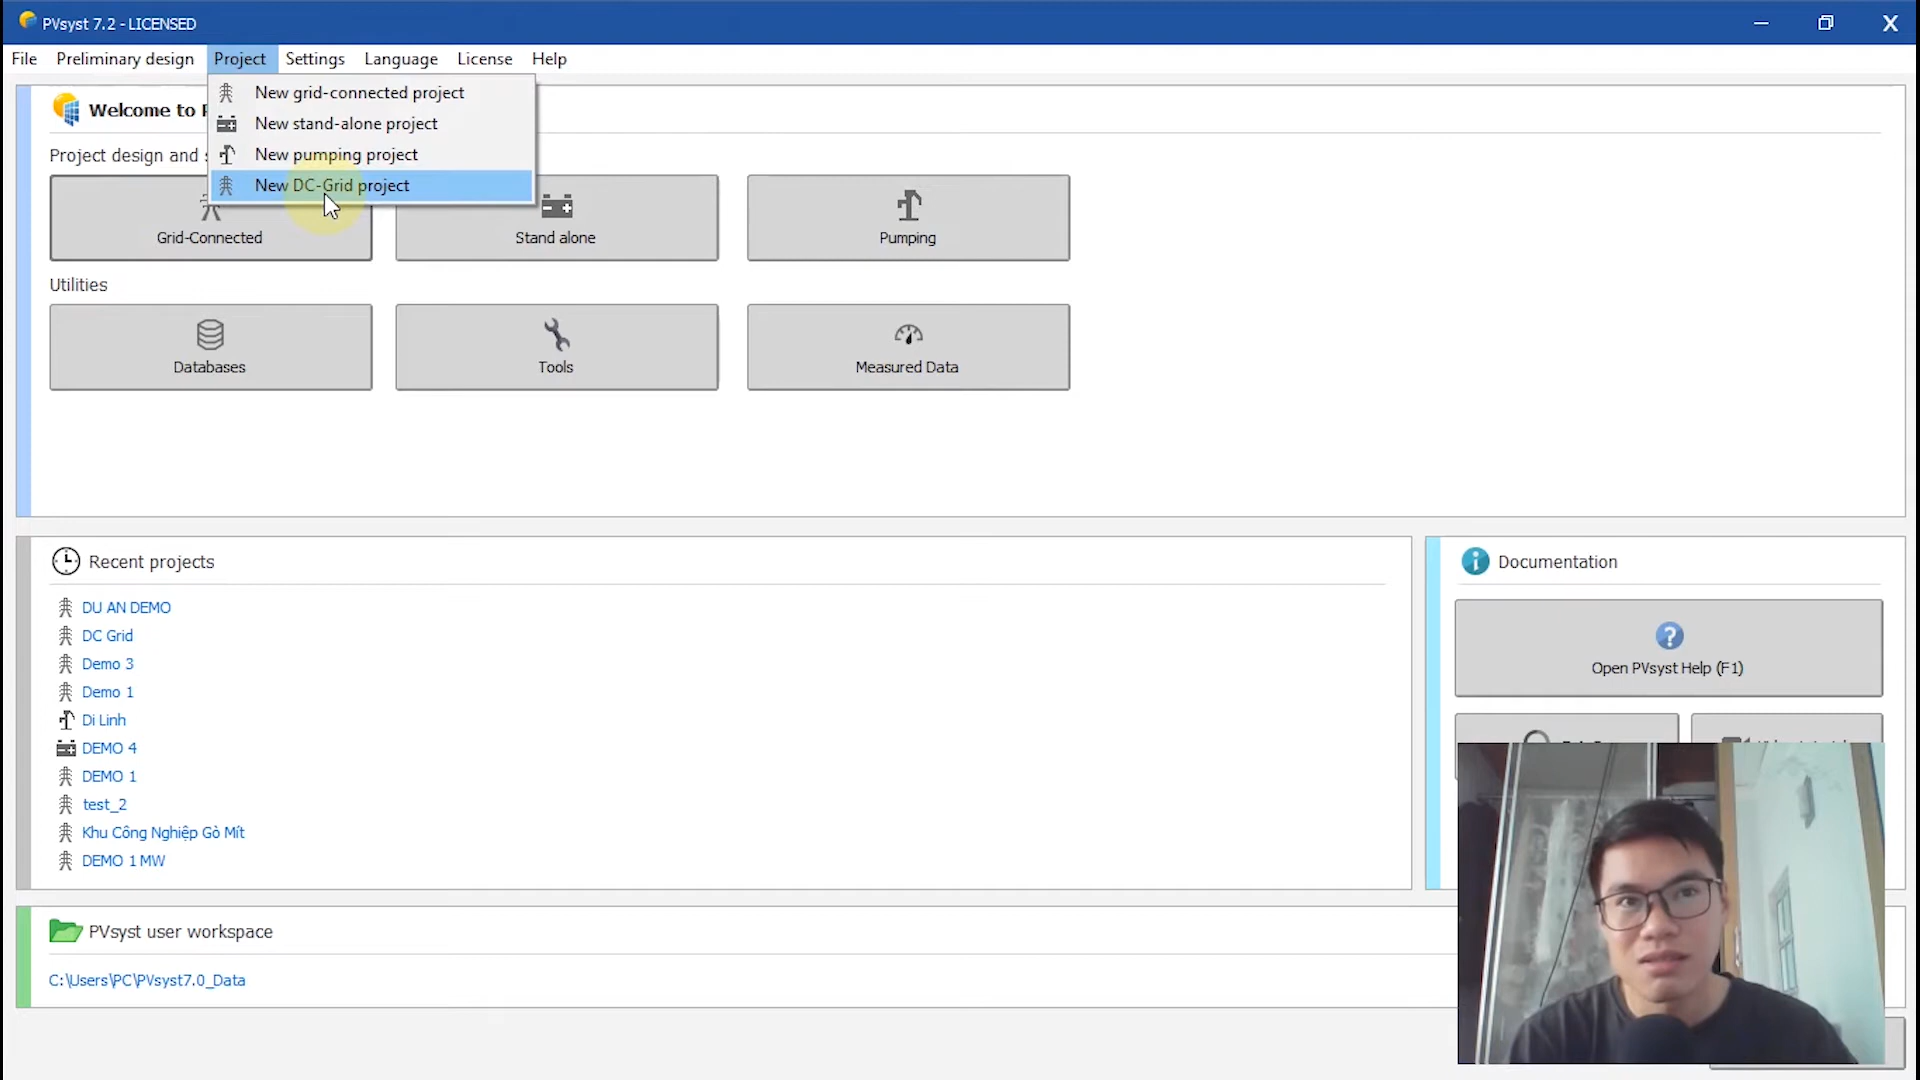 PVsyst 7.2 - LICENSED
File Preliminary design Project Settings Language License Help
New grid-connected project
New stand-alone project
New pumping project
New DC-Grid project
Welcome to
Project design and
Grid-Connected
Stand alone
Pumping
Utilities
Databases
Tools
Measured Data
Recent projects
DU AN DEMO
DC Grid
Demo 3
Demo 1
Di Linh
DEMO 4
DEMO 1
test_2
Khu Công Nghiệp Gò Mít
DEMO 1 MW
Documentation
Open PVsyst Help (F1)
PVsyst user workspace
C:\Users\PC\PVsyst7.0_Data